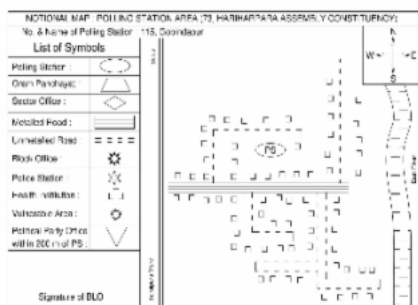 NOTIONAL MAP : POLLING STATION AREA (73, HARIHARPARA ASSEMBLY CONSTITUENCY)
No. & Name of Polling Station : 115,
List of Symbols
Polling Station :
Gram Panchayat :
Sector Office :
Metalled Road :
Unmetalled Road :
Block Office :
Police Station :
Health Institution :
Vulnerable Area :
Political Party Office
within 200 m of PS :
Signature of BLO
N
W
E
S
PS